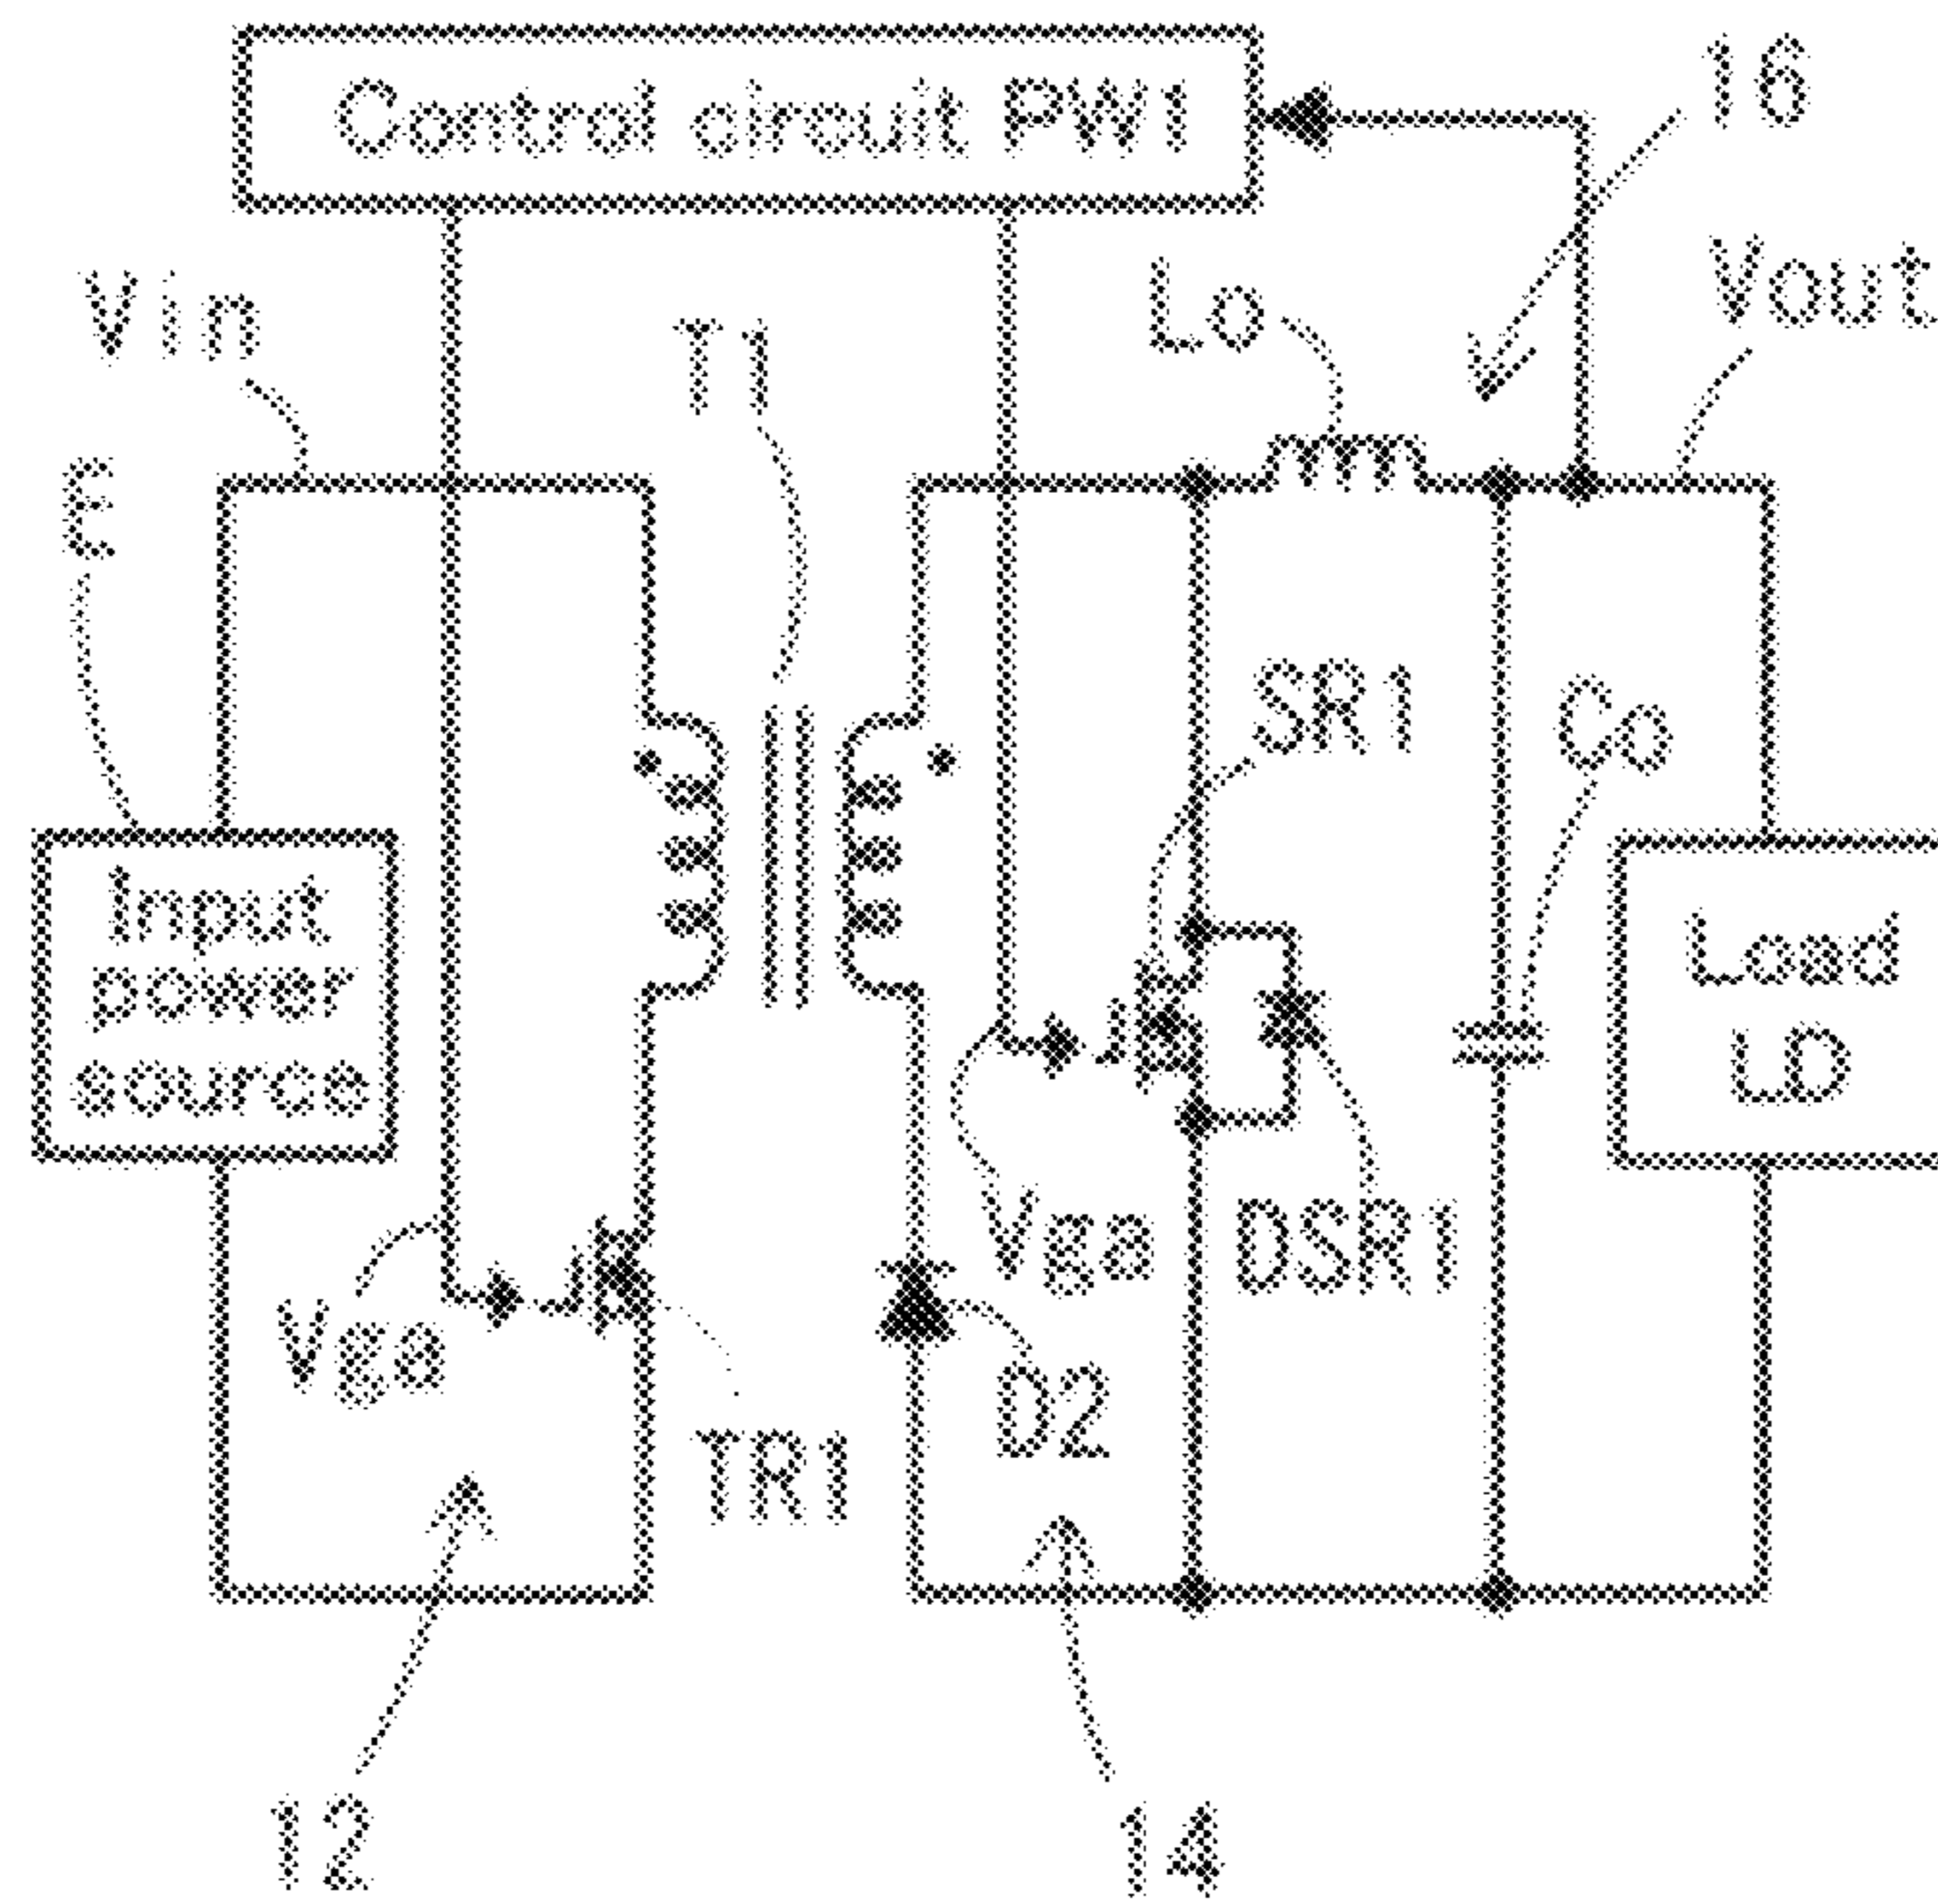 Control circuit PW1
16
Vin
T1
Lo
Vout
E
SR1
Co
Input
power
source
Load
LD
Vga
DSR1
Vga
D2
TR1
12
14